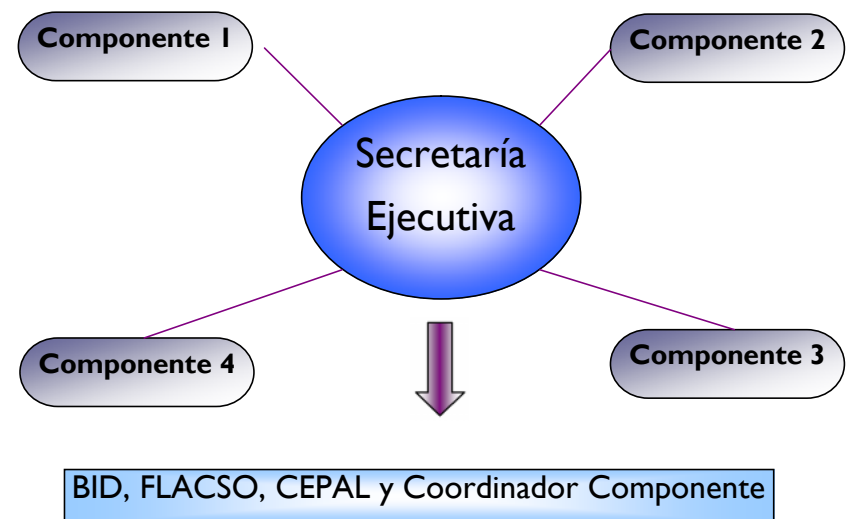 Componente 1
Componente 2
Secretaría
Ejecutiva
Componente 4
Componente 3
BID, FLACSO, CEPAL y Coordinador Componente